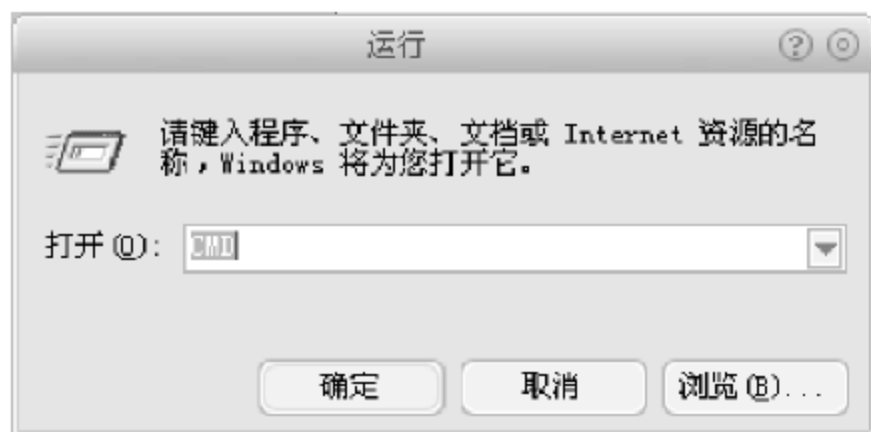 运行
请键入程序、文件夹、文档或 Internet 资源的名
称,Windows 将为您打开它。
打开(O): CMD
确定 取消 浏览(B)...